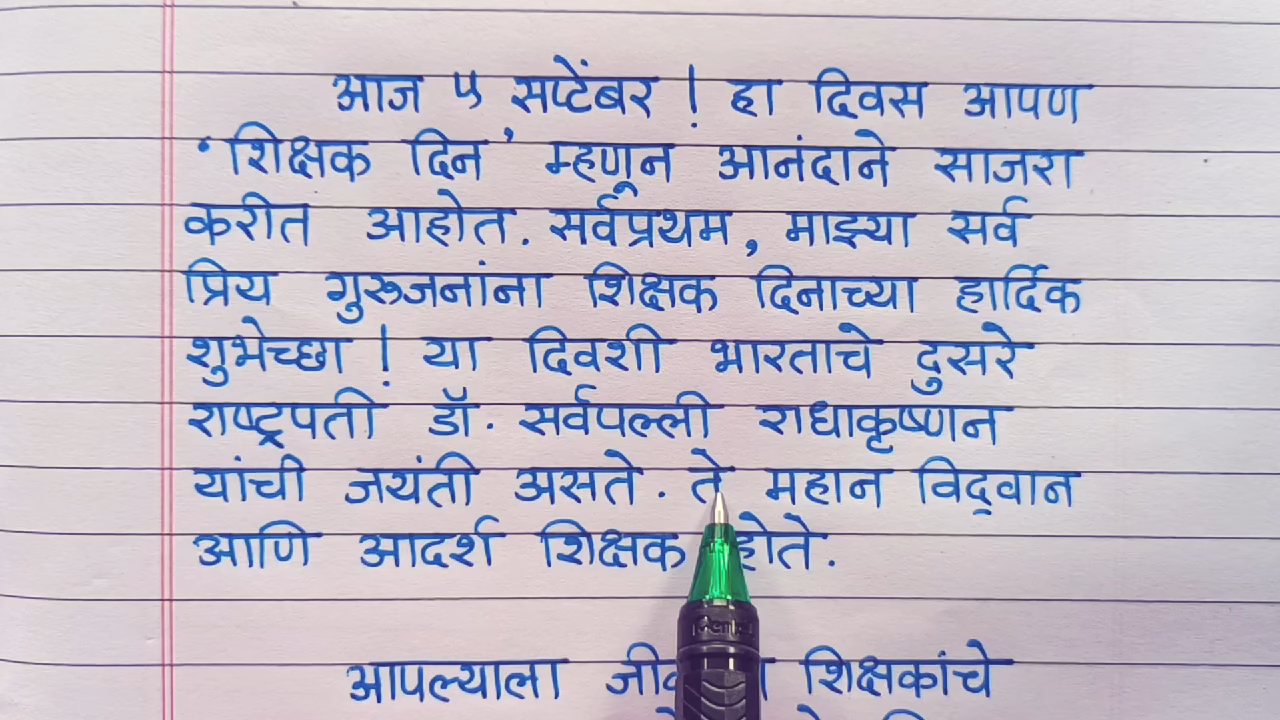 आज ५ सप्टेंबर ! हा दिवस आपण
'शिक्षक दिन' म्हणून आनंदाने साजरा
करीत आहोत. सर्वप्रथम, माझ्या सर्व
प्रिय गुरुजनांना शिक्षक दिनाच्या हार्दिक
शुभेच्छा ! या दिवशी भारताचे दुसरे
राष्ट्रपती डॉ. सर्वपल्ली राधाकृष्णन
यांची जयंती असते. ते महान विद्‌वान
आणि आदर्श शिक्षक होते.
आपल्याला शिक्षकांचे